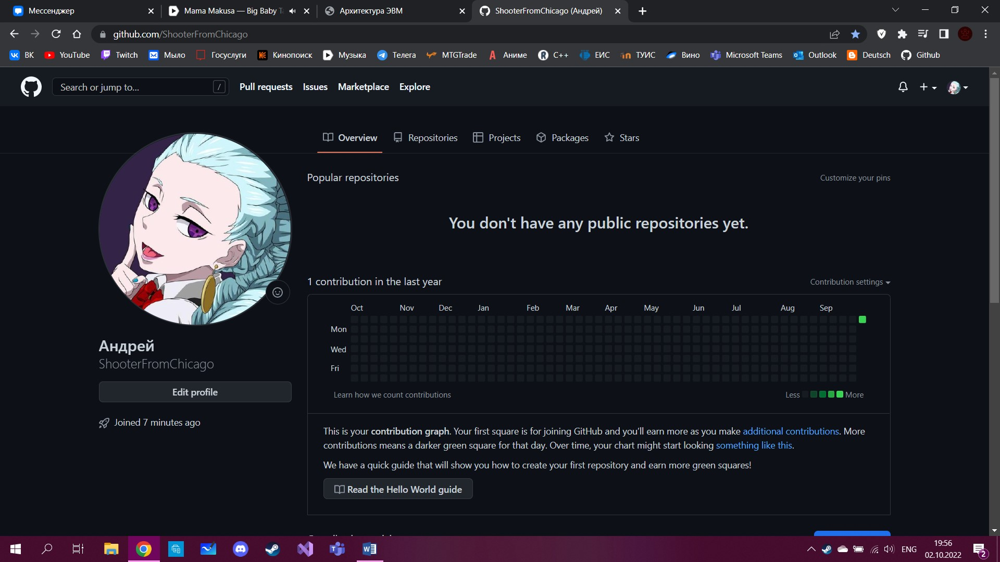 Мессенджер
Mama Makusa — Big Baby Ta
Архитектура ЭВМ
ShooterFromChicago (Андрей)
github.com/ShooterFromChicago
ВК
YouTube
Twitch
Мыло
Госуслуги
Кинопоиск
Музыка
Телега
MTGTrade
Аниме
C++
ЕИС
ТУИС
Вино
Microsoft Teams
Outlook
Deutsch
Github
Search or jump to...
/
Pull requests
Issues
Marketplace
Explore
Overview
Repositories
Projects
Packages
Stars
Popular repositories
Customize your pins
You don't have any public repositories yet.
1 contribution in the last year
Contribution settings
Oct Nov Dec Jan Feb Mar Apr May Jun Jul Aug Sep
Mon
Wed
Fri
Learn how we count contributions
Less
More
Андрей
ShooterFromChicago
Edit profile
Joined 7 minutes ago
This is your contribution graph. Your first square is for joining GitHub and you'll earn more as you make additional contributions. More
contributions means a darker green square for that day. Over time, your chart might start looking something like this.
We have a quick guide that will show you how to create your first repository and earn more green squares!
Read the Hello World guide
ENG
19:56
02.10.2022
2